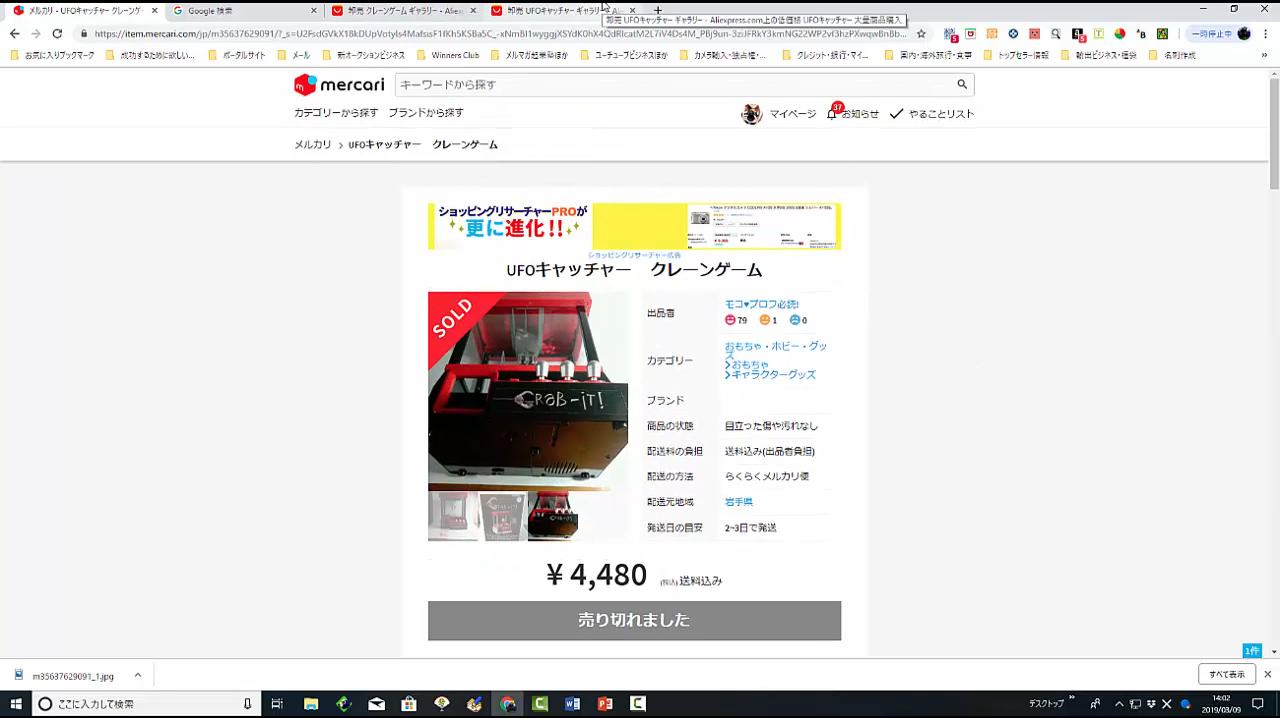 メルカリ - UFOキャッチャー クレーンゲ
Google 検索
卸売 クレーンゲーム ギャラリー - Aliex
卸売 UFOキャッチャー ギャラリー - Al
卸売 UFOキャッチャー ギャラリー - Aliexpress.com上の低価格 UFOキャッチャー 大量商品購入
一時停止中
お気に入りブックマーク
成功するために欲しい...
ポータルサイト
メール
新オークションビジネス
Winners Club
メルマガ起業家ほか
ユーチューブビジネスほか
カメラ輸入・独占権・...
クレジット・銀行・マイ...
国内・海外旅行・食事
トップセラー情報
輸出ビジネス・福袋
名刺作成
mercari
キーワードから探す
カテゴリーから探す ブランドから探す
マイページ
37
お知らせ
やることリスト
メルカリ > UFOキャッチャー クレーンゲーム
ショッピングリサーチャーPROが
更に進化!!
ショッピングリサーチャー広告
UFOキャッチャー クレーンゲーム
SOLD
GRAB-IT!
出品者
モコ♥プロフ必読!
79 1 0
カテゴリー
おもちゃ・ホビー・グッズ
おもちゃ
キャラクターグッズ
ブランド
商品の状態
目立った傷や汚れなし
配送料の負担
送料込み(出品者負担)
配送の方法
らくらくメルカリ便
配送元地域
岩手県
発送日の目安
2~3日で発送
¥4,480 (税込) 送料込み
売り切れました
1件
m35637629091_1.jpg
すべて表示
ここに入力して検索
デスクトップ
14:02
2019/03/09